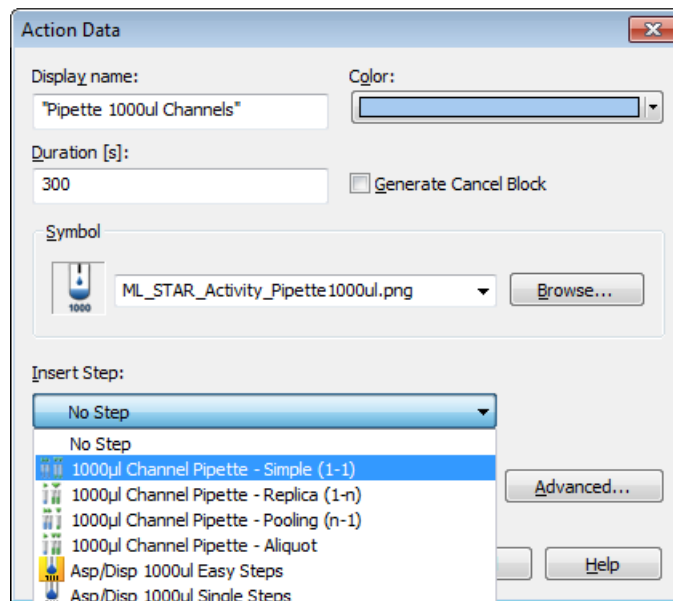 Action Data
Display name:
Color:
"Pipette 1000ul Channels"
Duration [s]:
300
Generate Cancel Block
Symbol
1000
ML_STAR_Activity_Pipette1000ul.png
Browse...
Insert Step:
No Step
No Step
1000µl Channel Pipette - Simple (1-1)
1000µl Channel Pipette - Replica (1-n)
Advanced...
1000µl Channel Pipette - Pooling (n-1)
1000µl Channel Pipette - Aliquot
Asp/Disp 1000ul Easy Steps
Help
Asp/Disp 1000ul Single Steps